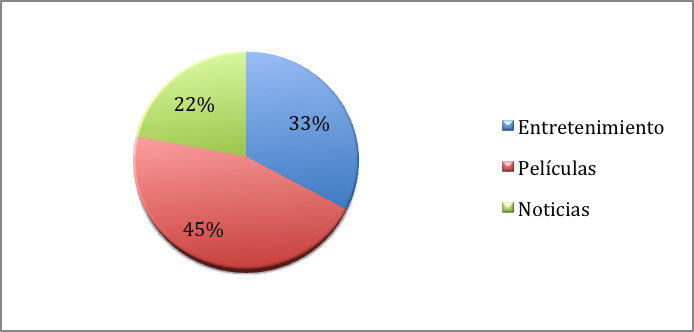 22%
33%
45%
Entretenimiento
Películas
Noticias